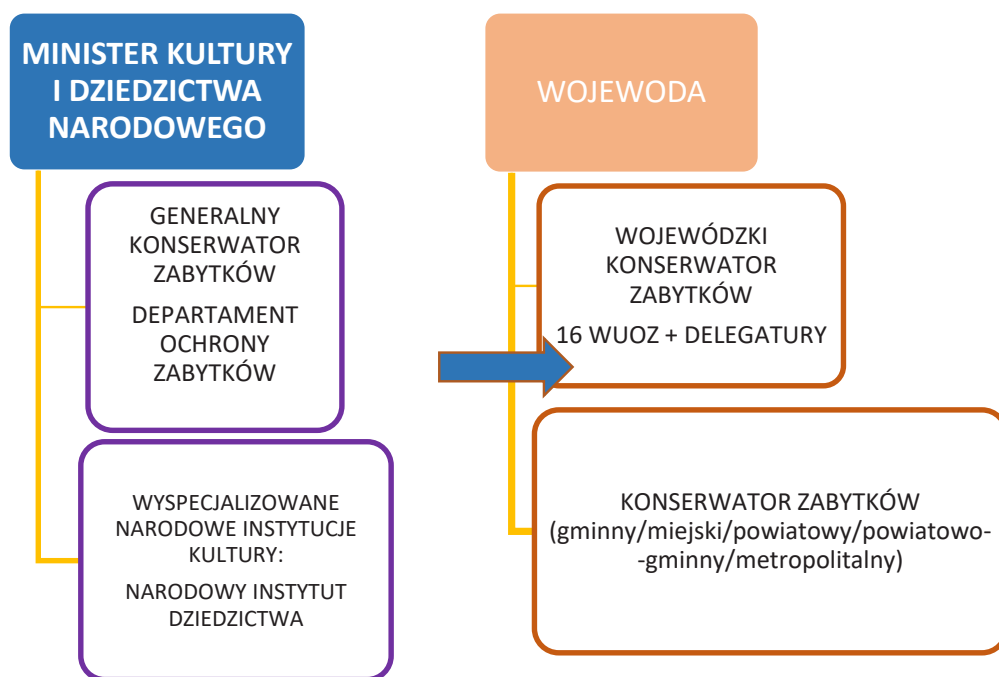 MINISTER KULTURY
I DZIEDZICTWA
NARODOWEGO
GENERALNY
KONSERWATOR
ZABYTKÓW
DEPARTAMENT
OCHRONY
ZABYTKÓW
WYSPECJALIZOWANE
NARODOWE INSTYTUCJE
KULTURY:
NARODOWY INSTYTUT
DZIEDZICTWA
WOJEWODA
WOJEWÓDZKI
KONSERWATOR
ZABYTKÓW
16 WUOZ + DELEGATURY
KONSERWATOR ZABYTKÓW
(gminny/miejski/powiatowy/powiatowo-
-gminny/metropolitalny)